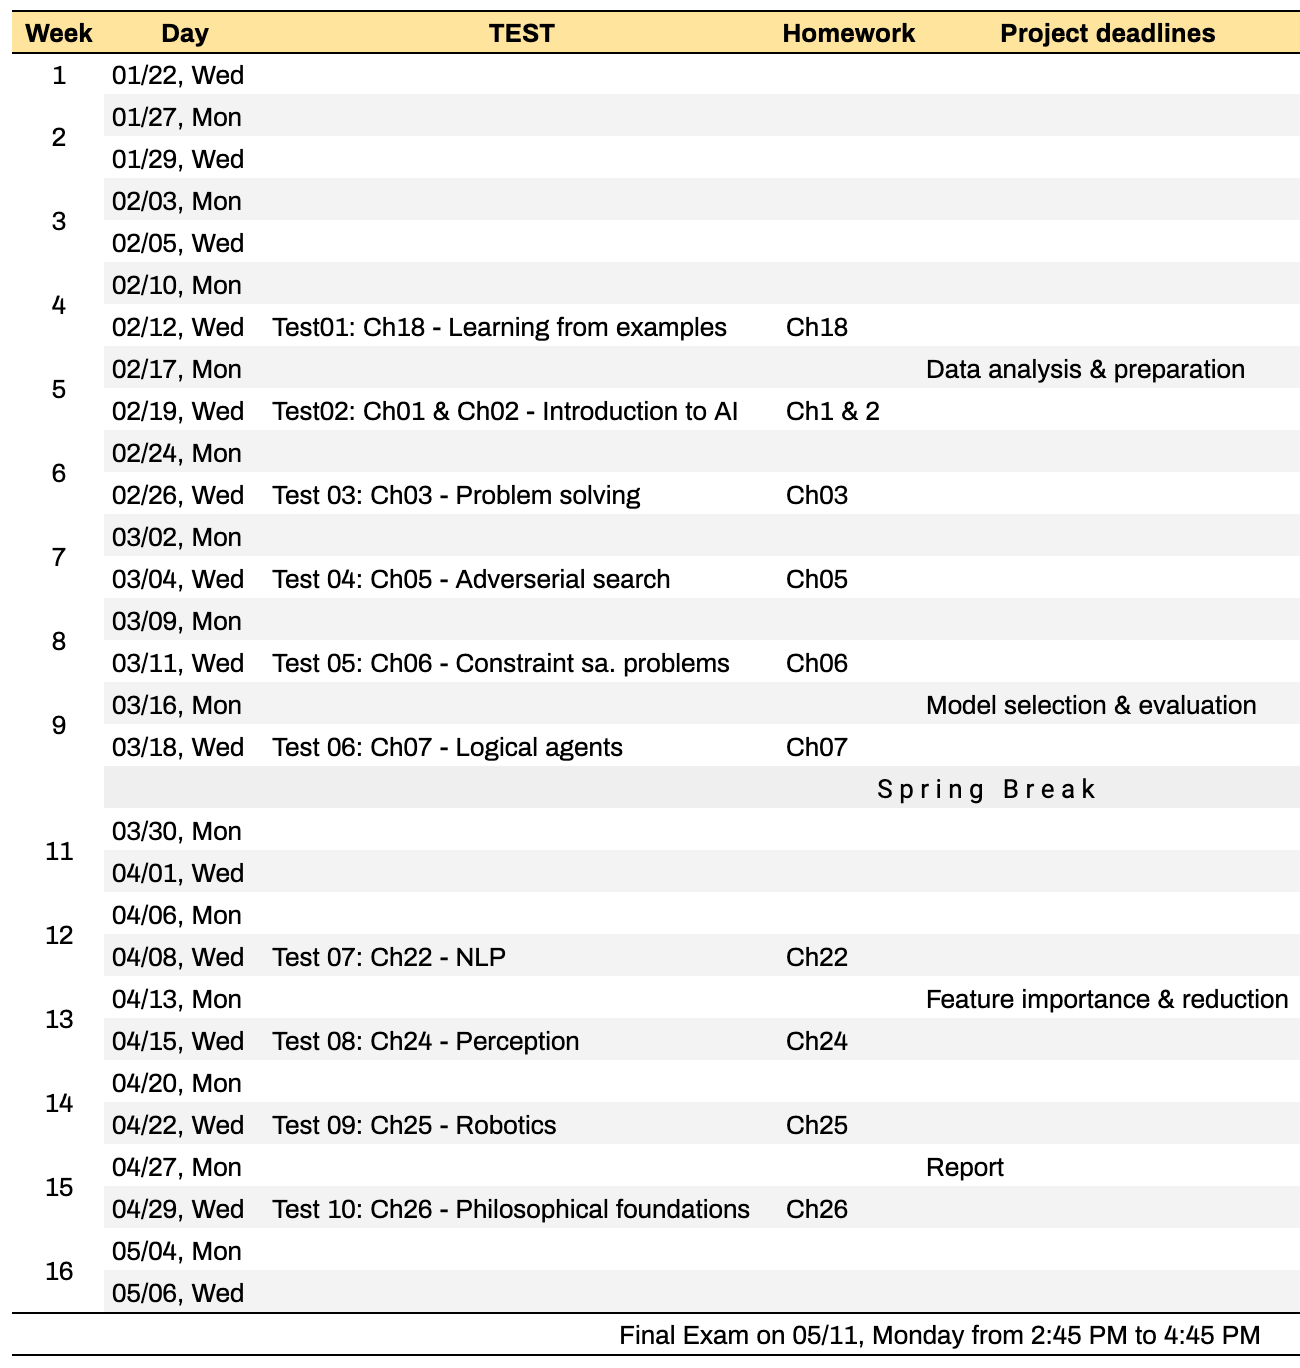 Week Day TEST Homework Project deadlines
1 01/22, Wed
2 01/27, Mon
01/29, Wed
3 02/03, Mon
02/05, Wed
4 02/10, Mon
02/12, Wed Test01: Ch18 - Learning from examples Ch18
5 02/17, Mon Data analysis & preparation
02/19, Wed Test02: Ch01 & Ch02 - Introduction to AI Ch1 & 2
6 02/24, Mon
02/26, Wed Test 03: Ch03 - Problem solving Ch03
7 03/02, Mon
03/04, Wed Test 04: Ch05 - Adverserial search Ch05
8 03/09, Mon
03/11, Wed Test 05: Ch06 - Constraint sa. problems Ch06
9 03/16, Mon Model selection & evaluation
03/18, Wed Test 06: Ch07 - Logical agents Ch07
Spring Break
11 03/30, Mon
04/01, Wed
12 04/06, Mon
04/08, Wed Test 07: Ch22 - NLP Ch22
13 04/13, Mon Feature importance & reduction
04/15, Wed Test 08: Ch24 - Perception Ch24
14 04/20, Mon
04/22, Wed Test 09: Ch25 - Robotics Ch25
15 04/27, Mon Report
04/29, Wed Test 10: Ch26 - Philosophical foundations Ch26
16 05/04, Mon
05/06, Wed
Final Exam on 05/11, Monday from 2:45 PM to 4:45 PM